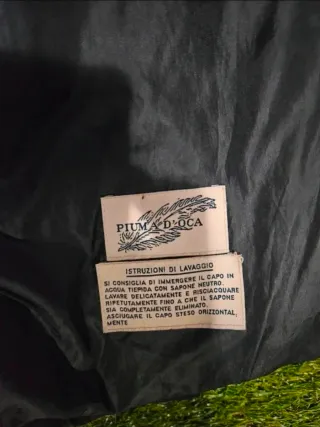 PIUMA D'OCA
ISTRUZIONI DI LAVAGGIO
SI CONSIGLIA DI IMMERGERE IL CAPO IN
ACQUA TIEPIDA CON SAPONE NEUTRO.
LAVARE DELICATAMENTE E RISCIACQUARE
RIPETUTAMENTE FINO A CHE IL SAPONE
SIA COMPLETAMENTE ELIMINATO.
ASCIUGARE IL CAPO STESO ORIZZONTAL,
MENTE